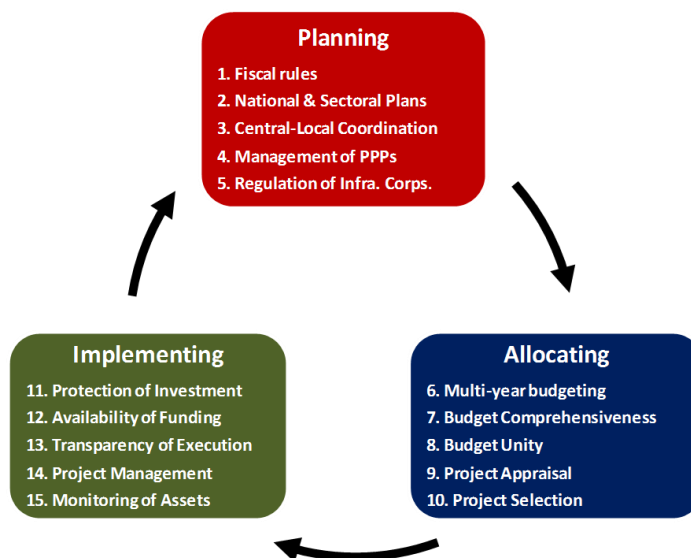 Planning
1. Fiscal rules
2. National & Sectoral Plans
3. Central-Local Coordination
4. Management of PPPs
5. Regulation of Infra. Corps.
Implementing
11. Protection of Investment
12. Availability of Funding
13. Transparency of Execution
14. Project Management
15. Monitoring of Assets
Allocating
6. Multi-year budgeting
7. Budget Comprehensiveness
8. Budget Unity
9. Project Appraisal
10. Project Selection